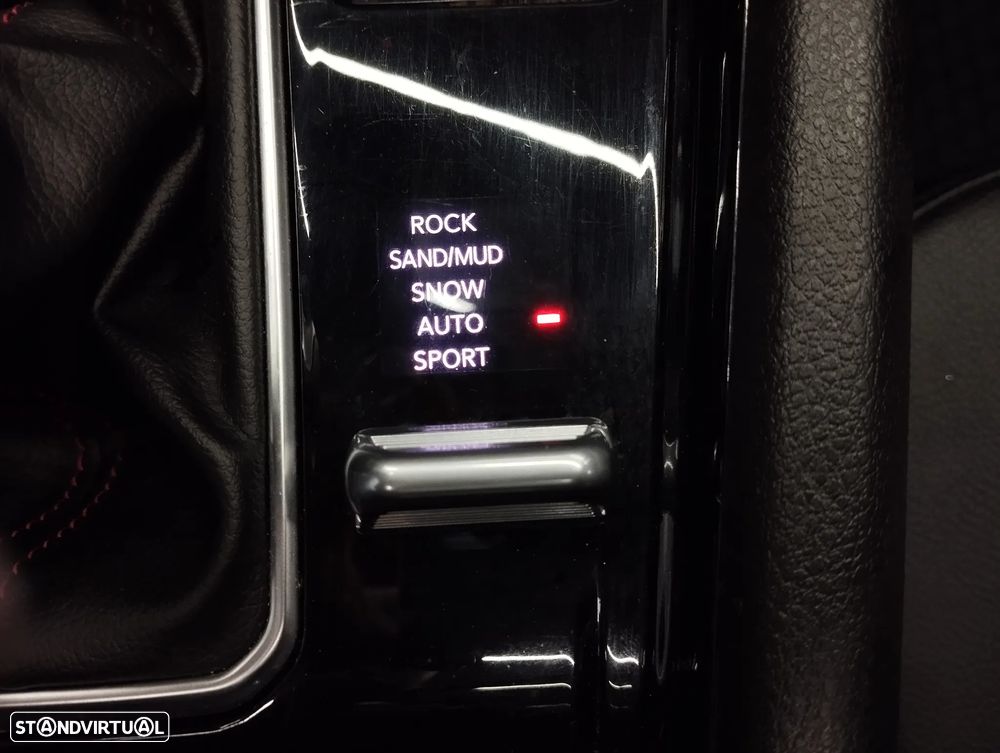 ROCK
SAND/MUD
SNOW
AUTO
SPORT
STANDVIRTUAL